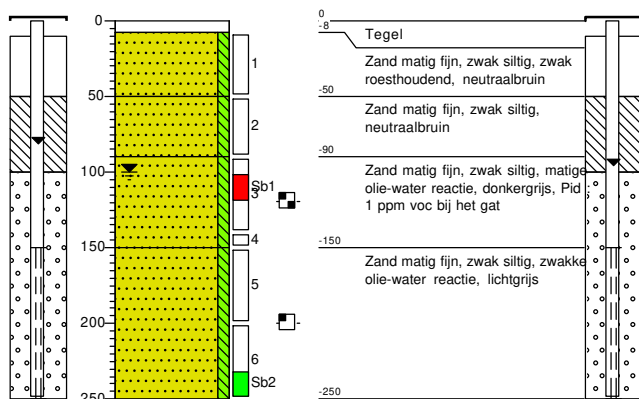 0
50
100
150
200
250
1
2
Sb1
3
4
5
6
Sb2
0
-8
Tegel
Zand matig fijn, zwak siltig, zwak
roesthoudend, neutraalbruin
-50
Zand matig fijn, zwak siltig,
neutraalbruin
-90
Zand matig fijn, zwak siltig, matige
olie-water reactie, donkergrijs, Pid
1 ppm voc bij het gat
-150
Zand matig fijn, zwak siltig, zwakke
olie-water reactie, lichtgrijs
-250